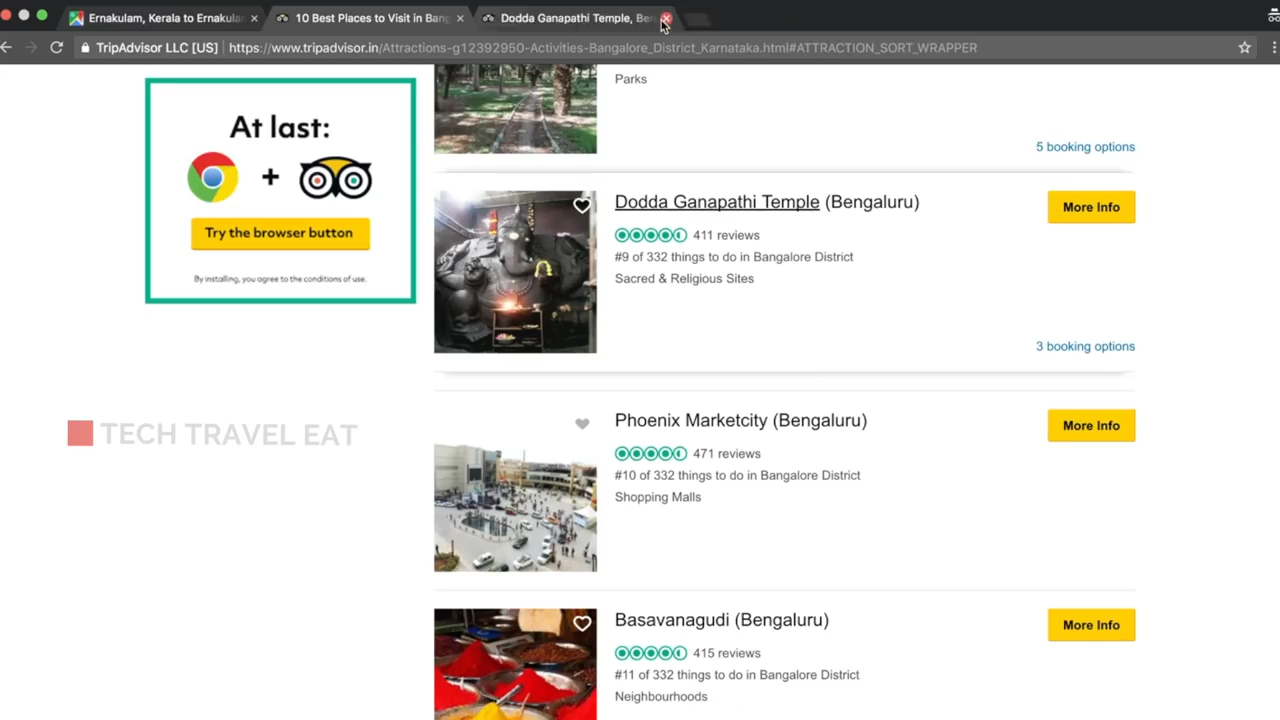 Ernakulam, Kerala to Ernakulam
10 Best Places to Visit in Bang
Dodda Ganapathi Temple, Ben
TripAdvisor LLC [US]
https://www.tripadvisor.in/Attractions-g12392950-Activities-Bangalore_District_Karnataka.html#ATTRACTION_SORT_WRAPPER
At last:
+
Try the browser button
By installing, you agree to the conditions of use.
Parks
5 booking options
Dodda Ganapathi Temple (Bengaluru)
More Info
411 reviews
#9 of 332 things to do in Bangalore District
Sacred & Religious Sites
3 booking options
TECH TRAVEL EAT
Phoenix Marketcity (Bengaluru)
More Info
471 reviews
#10 of 332 things to do in Bangalore District
Shopping Malls
Basavanagudi (Bengaluru)
More Info
415 reviews
#11 of 332 things to do in Bangalore District
Neighbourhoods